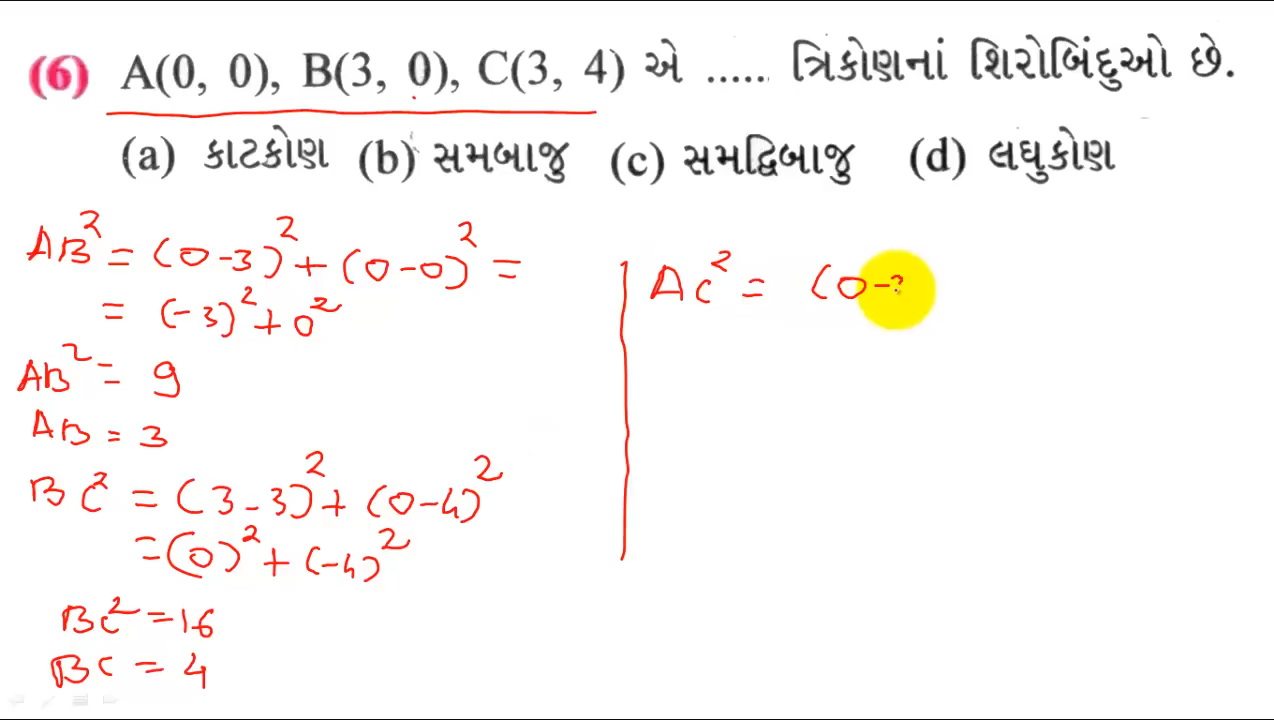 (6) A(0, 0), B(3, 0), C(3, 4) એ ...... ત્રિકોણનાં શિરોબિંદુઓ છે.
(a) કાટકોણ (b) સમબાજુ (c) સમદ્વિબાજુ (d) લઘુકોણ
AB² = (0-3)² + (0-0)² =
= (-3)² + 0²
AB² = 9
AB = 3
BC² = (3-3)² + (0-4)²
= (0)² + (-4)²
BC² = 16
BC = 4
AC² = (0-